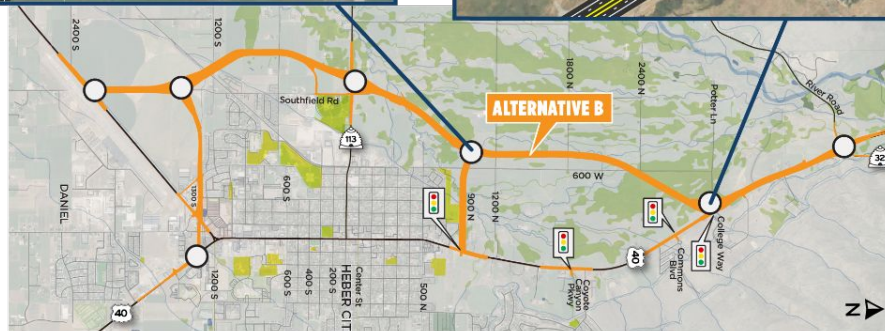 2400 S
1200 S
Southfield Rd
113
1800 N
2400 N
Potter Ln
River Road
32
ALTERNATIVE B
600 W
DANIEL
1300 S
600 S
900 N
1200 N
College Way
Commons
Blvd
40
Coyote
Canyon
Pkwy
500 N
Center St
HEBER CIT
200 S
400 S
600 S
1200 S
40
N